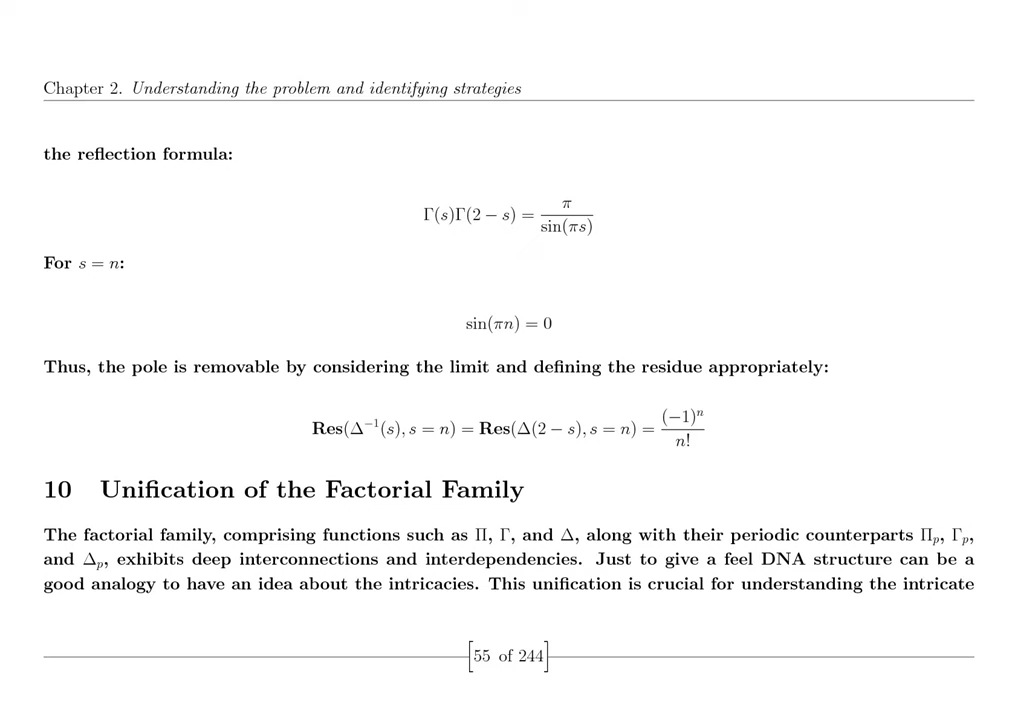 Chapter 2. Understanding the problem and identifying strategies
the reflection formula:
Γ(s)Γ(2 − s) = π / sin(πs)
For s = n:
sin(πn) = 0
Thus, the pole is removable by considering the limit and defining the residue appropriately:
Res(Δ⁻¹(s), s = n) = Res(Δ(2 − s), s = n) = (−1)ⁿ / n!
10 Unification of the Factorial Family
The factorial family, comprising functions such as Π, Γ, and Δ, along with their periodic counterparts Πₚ, Γₚ,
and Δₚ, exhibits deep interconnections and interdependencies. Just to give a feel DNA structure can be a
good analogy to have an idea about the intricacies. This unification is crucial for understanding the intricate
[55 of 244]